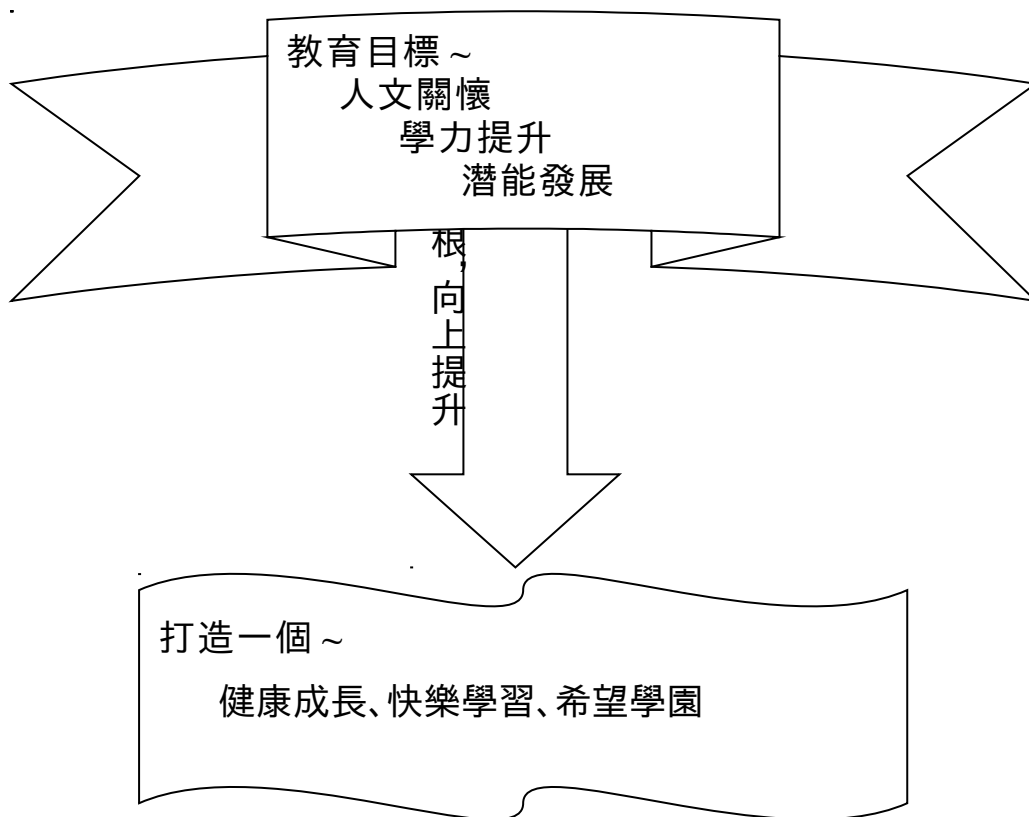 教育目標~
人文關懷
學力提升
潛能發展
根,向上提升
打造一個~
健康成長、快樂學習、希望學園